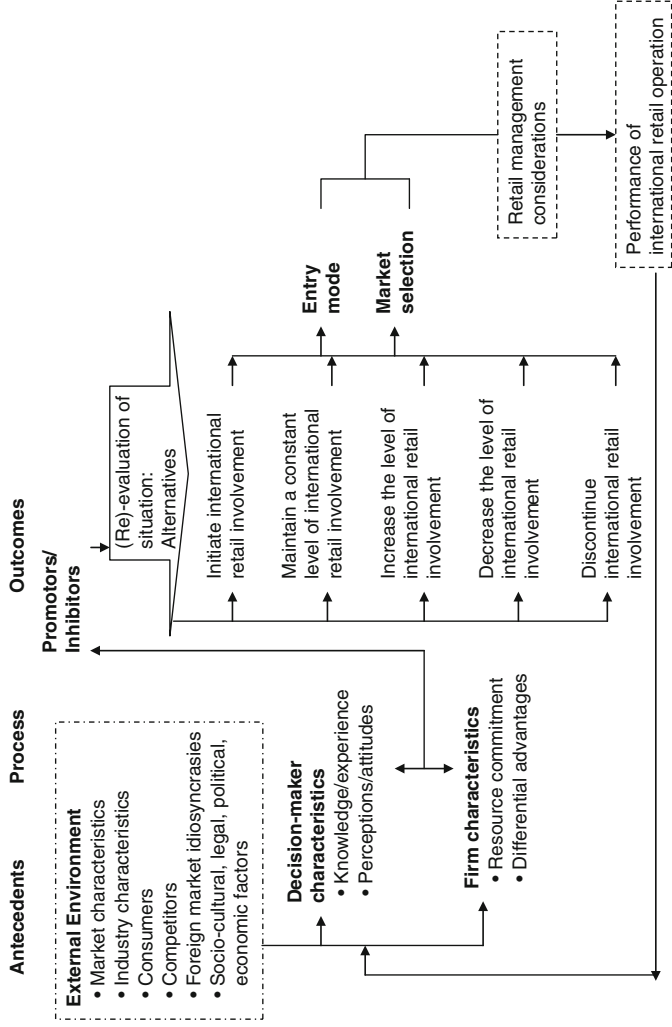 Antecedents Process Outcomes
External Environment
• Market characteristics
• Industry characteristics
• Consumers
• Competitors
• Foreign market idiosyncrasies
• Socio-cultural, legal, political,
economic factors
Decision-maker
characteristics
• Knowledge/experience
• Perceptions/attitudes
Firm characteristics
• Resource commitment
• Differential advantages
Promotors/
Inhibitors
(Re)-evaluation of
situation:
Alternatives
Initiate international
retail involvement
Maintain a constant
level of international
retail involvement
Increase the level of
international retail
involvement
Decrease the level of
international retail
involvement
Discontinue
international retail
involvement
Entry
mode
Market
selection
Retail management
considerations
Performance of
international retail operation